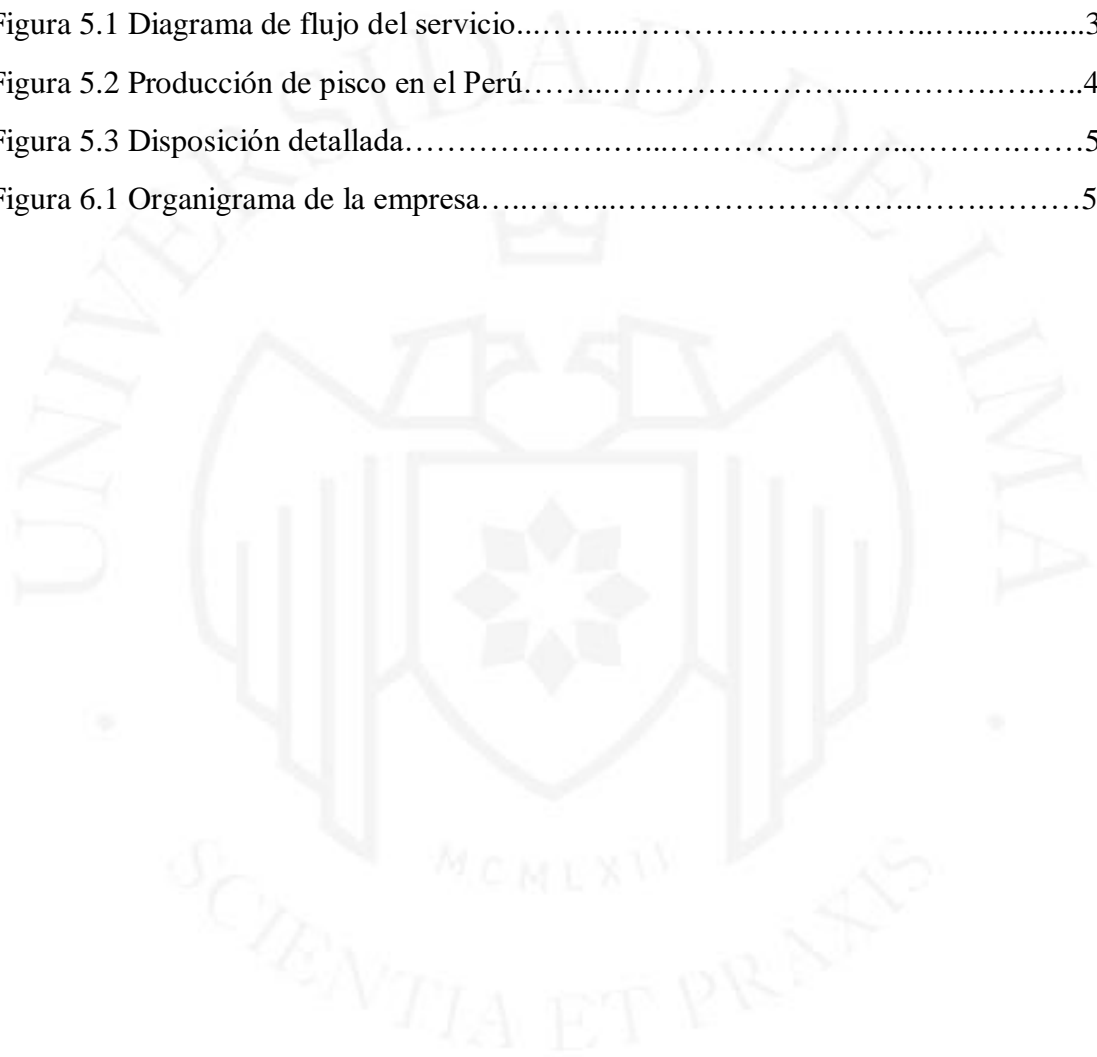 Figura 5.1 Diagrama de flujo del servicio...……...………………………….…...…........3
Figura 5.2 Producción de pisco en el Perú……...…………………...………….….…..4
Figura 5.3 Disposición detallada………….……...…………………...……….……5
Figura 6.1 Organigrama de la empresa….………...………………………….…………5
UNIVERSIDAD DE LIMA
MCMLXII
SCIENTIA ET PRAXIS